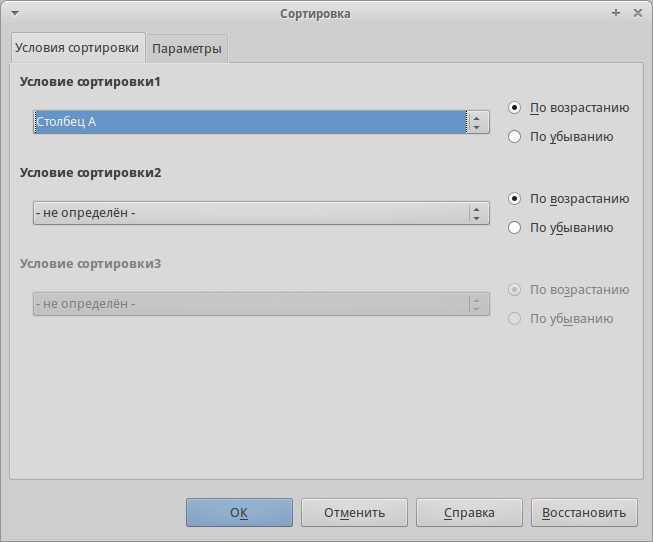 Сортировка
Условия сортировки Параметры
Условие сортировки1
Столбец A
По возрастанию
По убыванию
Условие сортировки2
- не определён -
По возрастанию
По убыванию
Условие сортировки3
- не определён -
По возрастанию
По убыванию
ОК Отменить Справка Восстановить